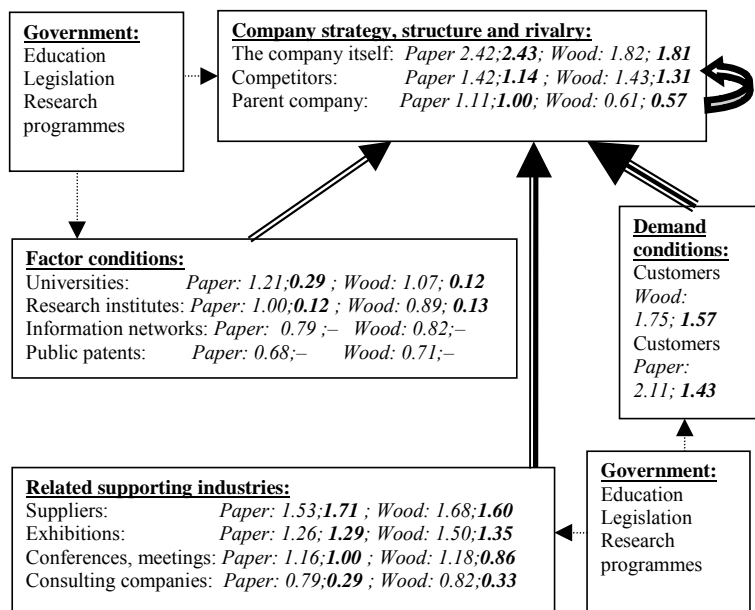 Government:
Education
Legislation
Research
programmes
Company strategy, structure and rivalry:
The company itself: Paper 2.42;2.43; Wood: 1.82; 1.81
Competitors: Paper 1.42;1.14 ; Wood: 1.43;1.31
Parent company: Paper 1.11;1.00; Wood: 0.61; 0.57
Factor conditions:
Universities: Paper: 1.21;0.29 ; Wood: 1.07; 0.12
Research institutes: Paper: 1.00;0.12 ; Wood: 0.89; 0.13
Information networks: Paper: 0.79 ;– Wood: 0.82;–
Public patents: Paper: 0.68;– Wood: 0.71;–
Demand
conditions:
Customers
Wood:
1.75; 1.57
Customers
Paper:
2.11; 1.43
Related supporting industries:
Suppliers: Paper: 1.53;1.71 ; Wood: 1.68;1.60
Exhibitions: Paper: 1.26; 1.29; Wood: 1.50;1.35
Conferences, meetings: Paper: 1.16;1.00 ; Wood: 1.18;0.86
Consulting companies: Paper: 0.79;0.29 ; Wood: 0.82;0.33
Government:
Education
Legislation
Research
programmes